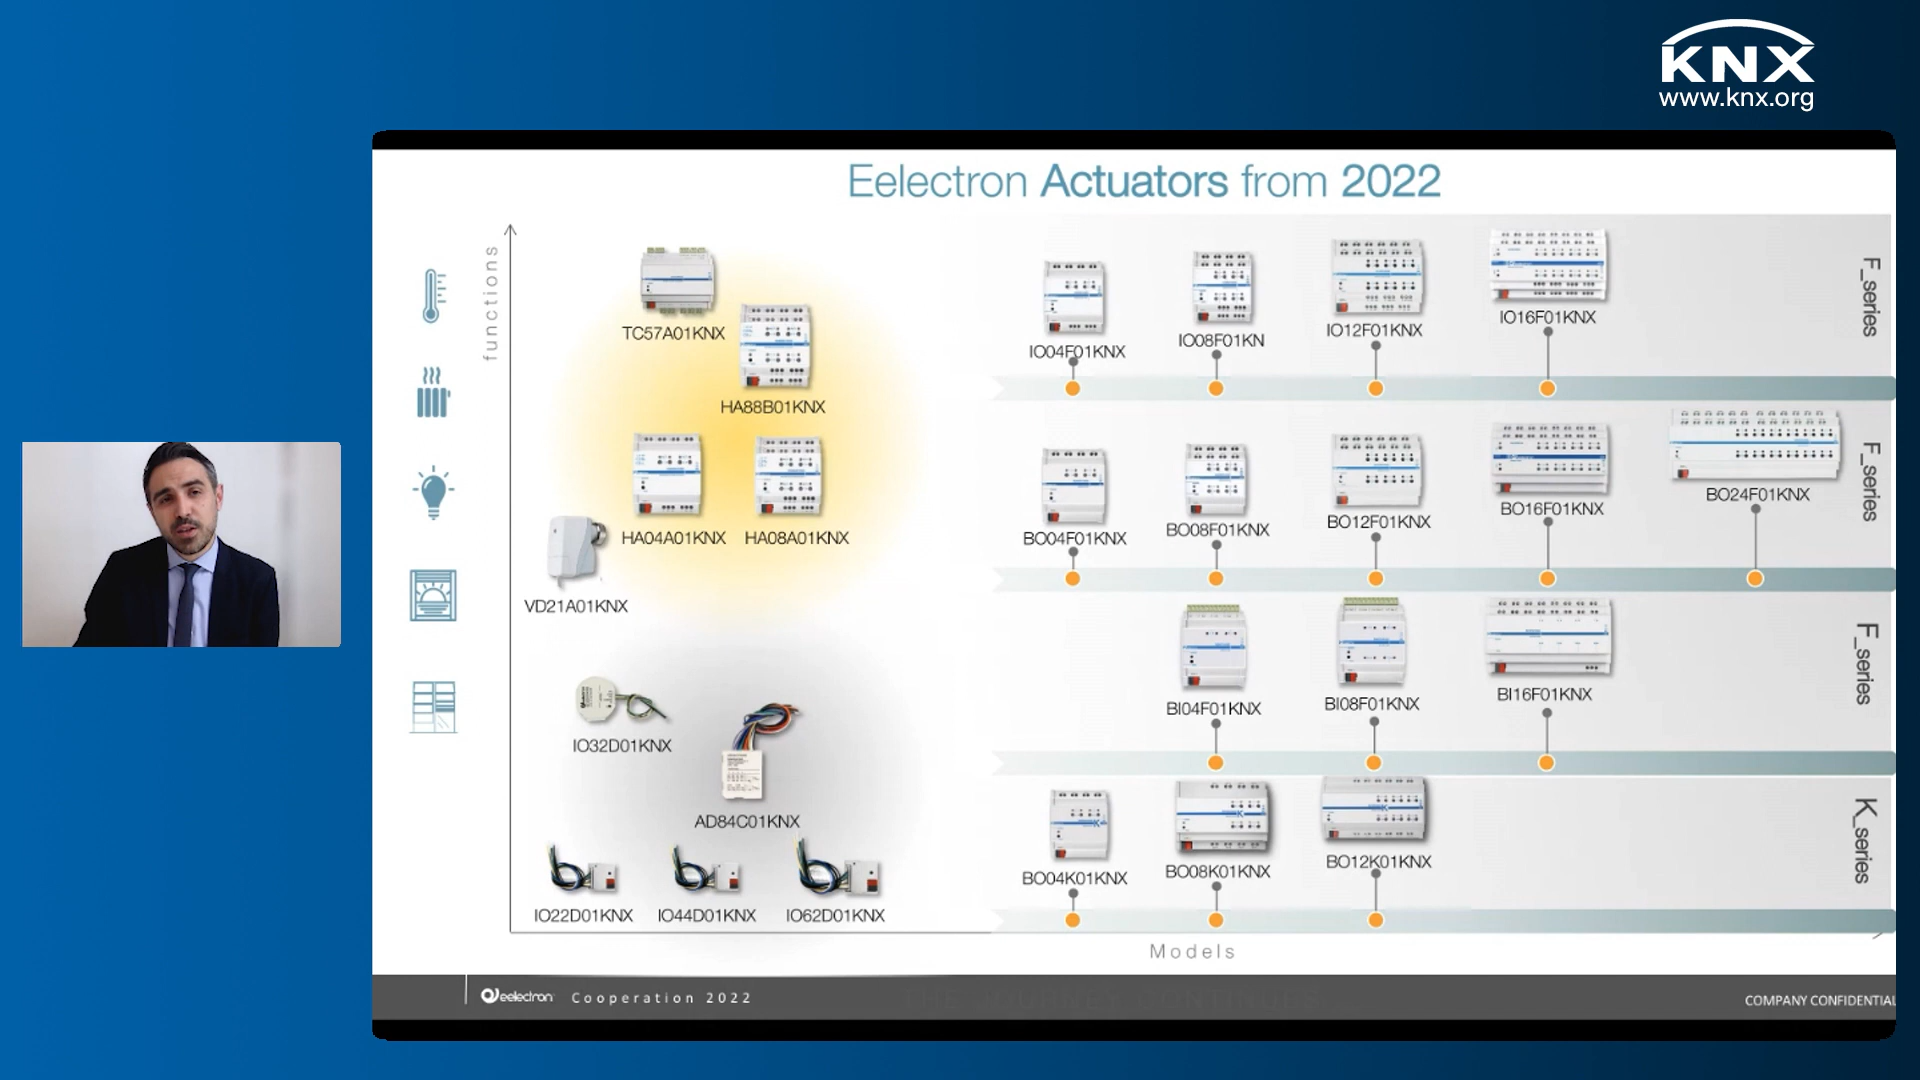 KNX
www.knx.org
Eelectron Actuators from 2022
functions
TC57A01KNX
HA88B01KNX
HA04A01KNX
HA08A01KNX
VD21A01KNX
IO32D01KNX
AD84C01KNX
IO22D01KNX
IO44D01KNX
IO62D01KNX
IO04F01KNX
IO08F01KN
IO12F01KNX
IO16F01KNX
F_series
BO04F01KNX
BO08F01KNX
BO12F01KNX
BO16F01KNX
BO24F01KNX
F_series
BI04F01KNX
BI08F01KNX
BI16F01KNX
F_series
BO04K01KNX
BO08K01KNX
BO12K01KNX
K_series
Models
eelectron
Cooperation 2022
COMPANY CONFIDENTIAL